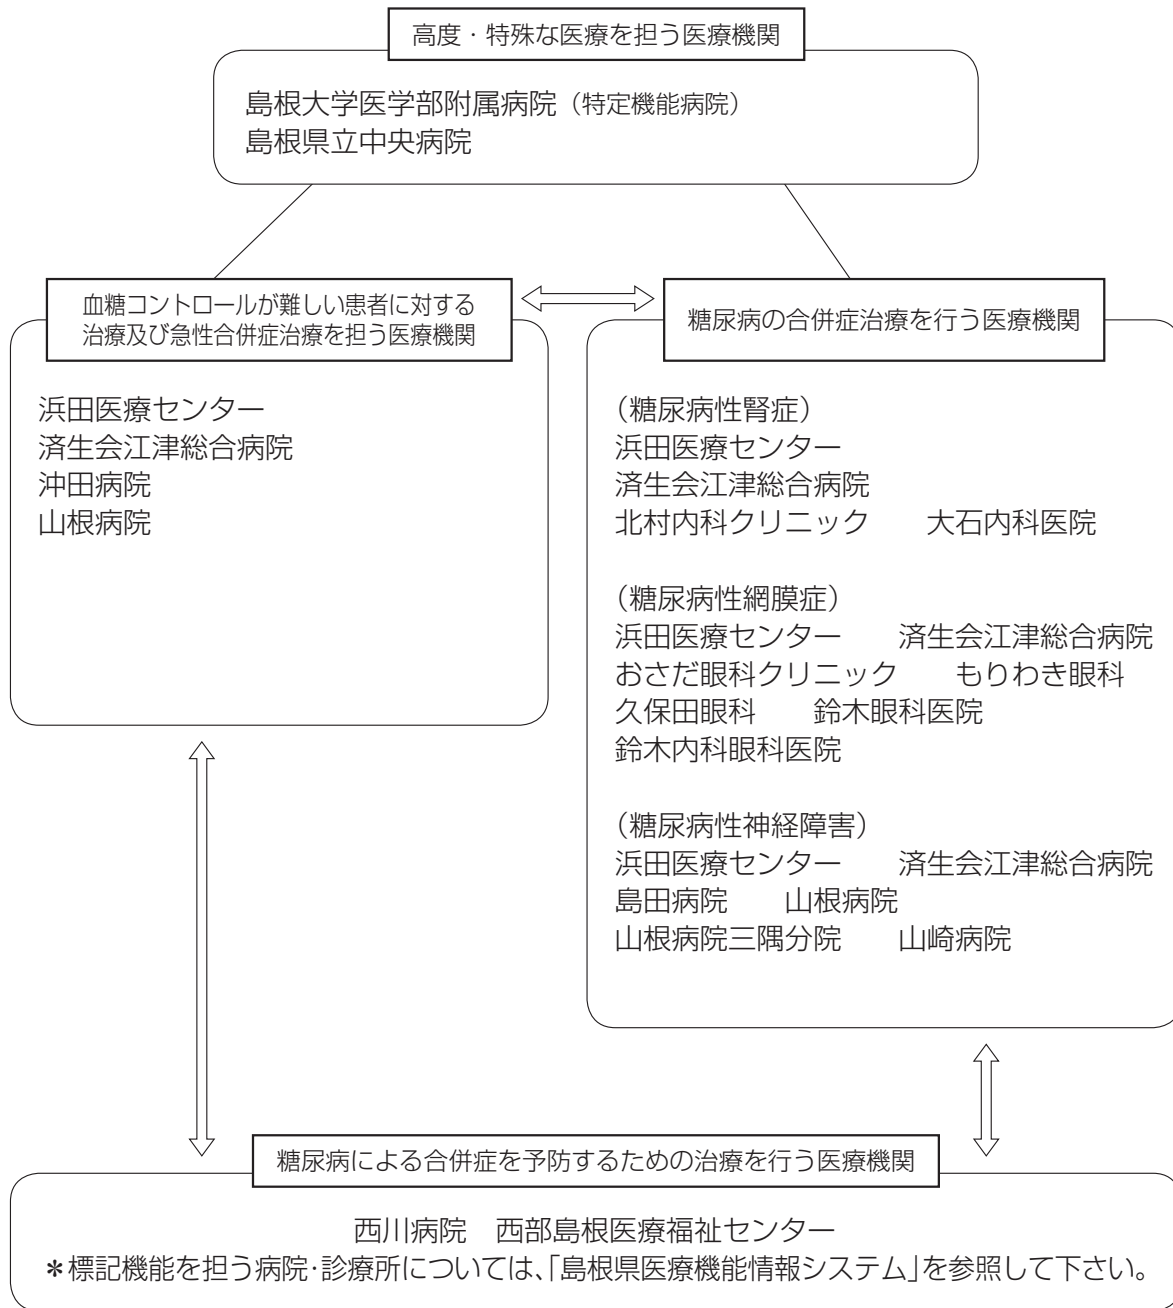 高度・特殊な医療を担う医療機関
島根大学医学部附属病院（特定機能病院）
島根県立中央病院
血糖コントロールが難しい患者に対する
治療及び急性合併症治療を担う医療機関
浜田医療センター
済生会江津総合病院
沖田病院
山根病院
糖尿病の合併症治療を行う医療機関
（糖尿病性腎症）
浜田医療センター
済生会江津総合病院
北村内科クリニック　　大石内科医院
（糖尿病性網膜症）
浜田医療センター　　済生会江津総合病院
おさだ眼科クリニック　　もりわき眼科
久保田眼科　　鈴木眼科医院
鈴木内科眼科医院
（糖尿病性神経障害）
浜田医療センター　　済生会江津総合病院
島田病院　　山根病院
山根病院三隅分院　　山崎病院
糖尿病による合併症を予防するための治療を行う医療機関
西川病院　西部島根医療福祉センター
＊標記機能を担う病院･診療所については､｢島根県医療機能情報システム｣を参照して下さい。